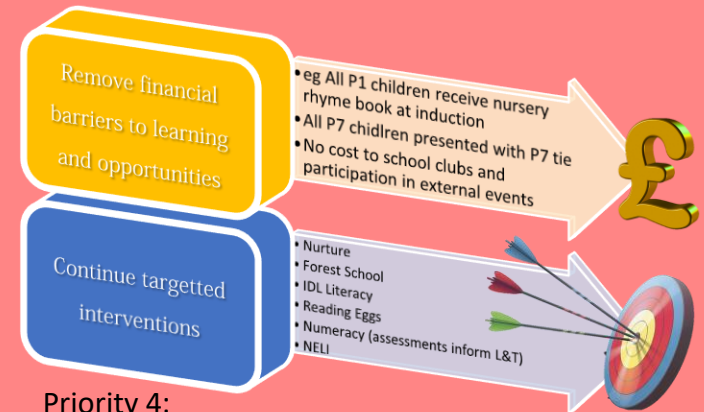 Remove financial
barriers to learning
and opportunities
• eg All P1 children receive nursery
rhyme book at induction
• All P7 chidlren presented with P7 tie
• No cost to school clubs and
participation in external events
£
Continue targetted
interventions
• Nurture
• Forest School
• IDL Literacy
• Reading Eggs
• Numeracy (assessments inform L&T)
• NELI
Priority 4: